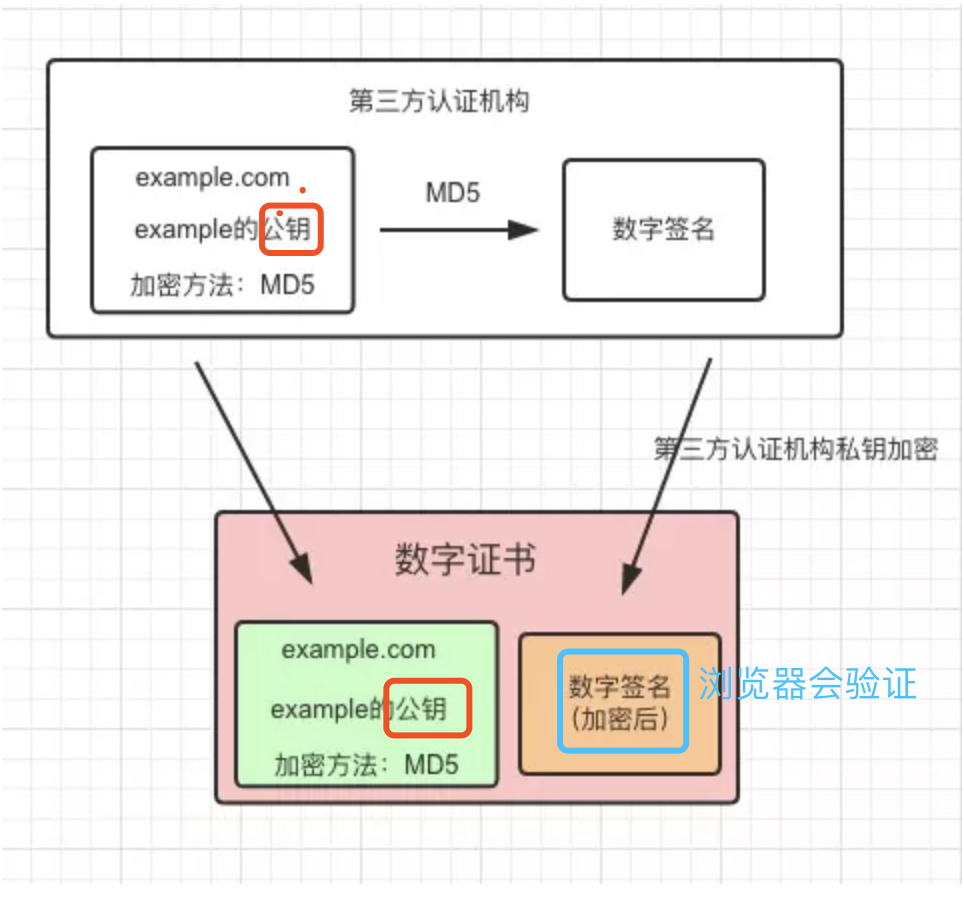 第三方认证机构
example.com
example的公钥
加密方法：MD5
MD5
数字签名
第三方认证机构私钥加密
数字证书
example.com
example的公钥
加密方法：MD5
数字签名
(加密后)
浏览器会验证